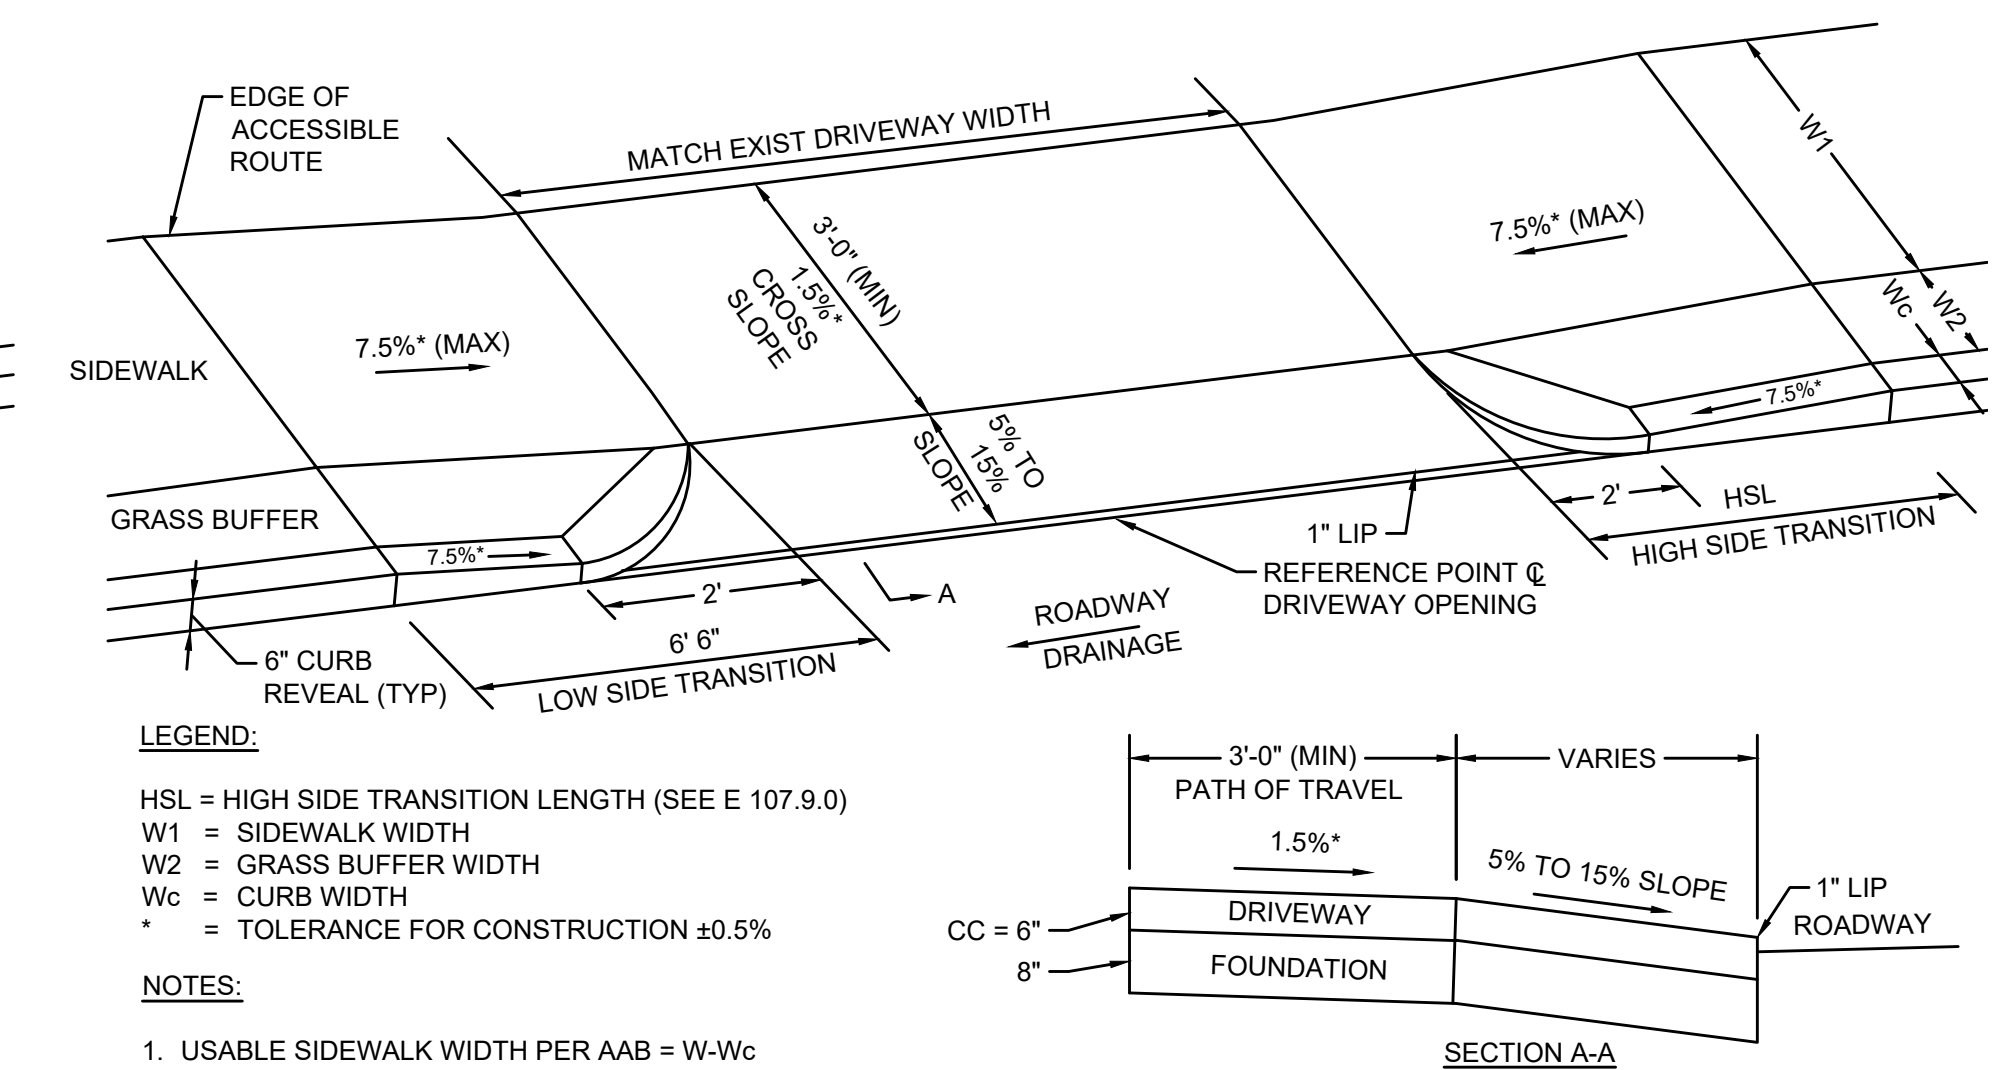 EDGE OF
ACCESSIBLE
ROUTE
MATCH EXIST DRIVEWAY WIDTH
W1
3'-0" (MIN)
1.5%*
CROSS
SLOPE
7.5%* (MAX)
Wc
W2
SIDEWALK
7.5%* (MAX)
7.5%*
5% TO
15%
SLOPE
GRASS BUFFER
7.5%*
2'
HSL
HIGH SIDE TRANSITION
1" LIP
REFERENCE POINT ℄
DRIVEWAY OPENING
2'
A
ROADWAY
DRAINAGE
6' 6"
LOW SIDE TRANSITION
6" CURB
REVEAL (TYP)
LEGEND:
HSL = HIGH SIDE TRANSITION LENGTH (SEE E 107.9.0)
W1 = SIDEWALK WIDTH
W2 = GRASS BUFFER WIDTH
Wc = CURB WIDTH
* = TOLERANCE FOR CONSTRUCTION ±0.5%
NOTES:
1. USABLE SIDEWALK WIDTH PER AAB = W-Wc
3'-0" (MIN)
PATH OF TRAVEL
VARIES
1.5%*
5% TO 15% SLOPE
1" LIP
ROADWAY
CC = 6"
DRIVEWAY
8"
FOUNDATION
SECTION A-A